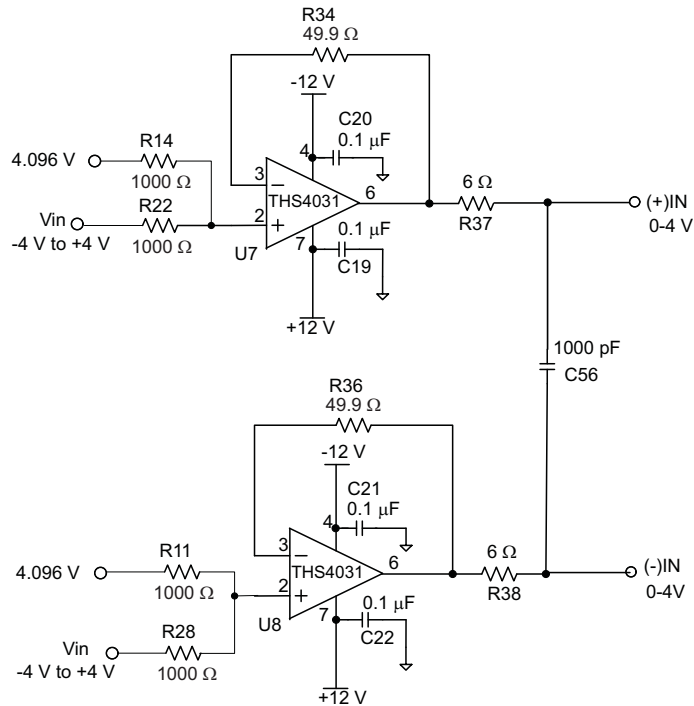 R34
49.9 Ω
-12 V
C20
0.1 µF
4
R14
4.096 V
1000 Ω
3
−
THS4031
6
6 Ω
R37
(+)IN
0-4 V
Vin
-4 V to +4 V
R22
1000 Ω
2
+
U7
7
0.1 µF
C19
+12 V
1000 pF
C56
R36
49.9 Ω
-12 V
C21
0.1 µF
4
R11
4.096 V
1000 Ω
3
−
THS4031
6
6 Ω
R38
(-)IN
0-4V
2
+
U8
7
0.1 µF
C22
Vin
-4 V to +4 V
R28
1000 Ω
+12 V